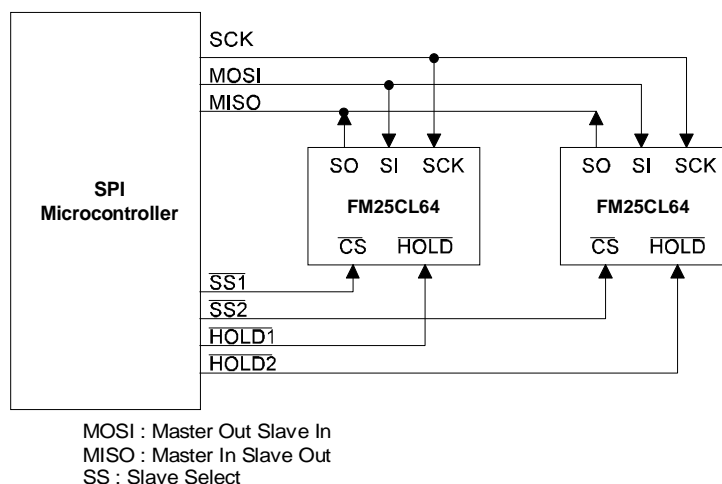 SCK
MOSI
MISO
SPI
Microcontroller
SO SI SCK
FM25CL64
CS HOLD
SO SI SCK
FM25CL64
CS HOLD
SS1
SS2
HOLD1
HOLD2
MOSI : Master Out Slave In
MISO : Master In Slave Out
SS : Slave Select